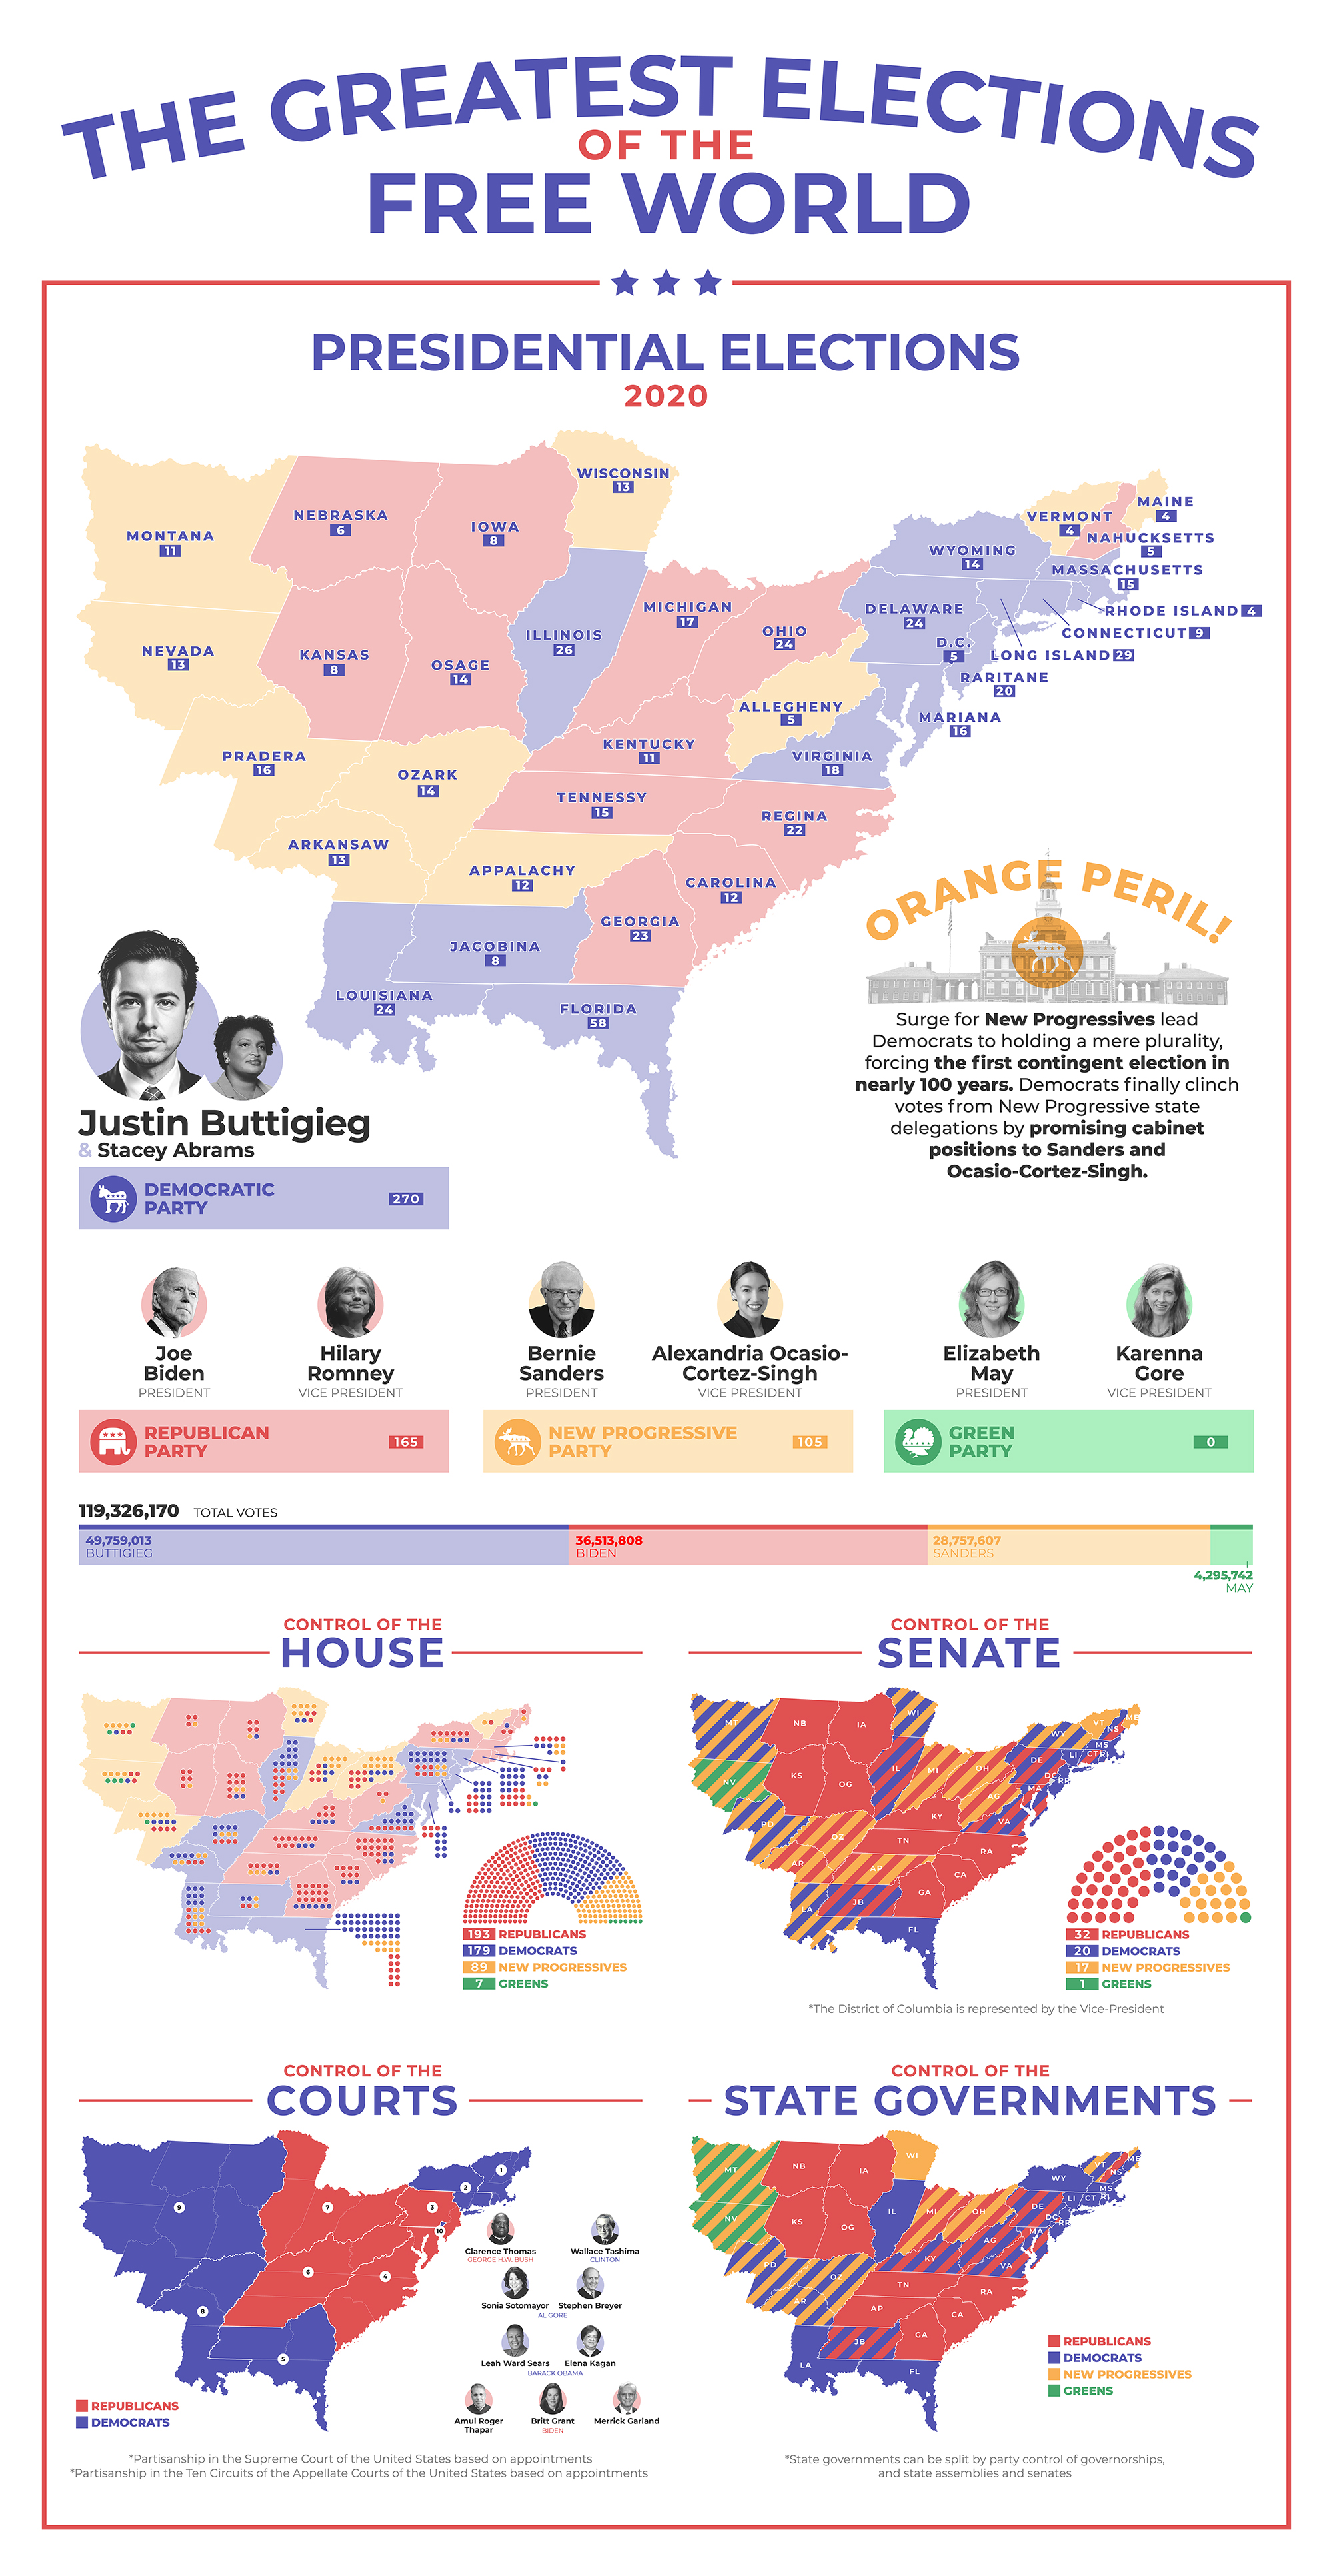 THE GREATEST ELECTIONS
OF THE
FREE WORLD
PRESIDENTIAL ELECTIONS
2020
WISCONSIN
13
NEBRASKA
6
IOWA
8
MONTANA
11
MAINE
4
VERMONT
4
NAHUCKSETTS
5
WYOMING
14
MASSACHUSETTS
15
MICHIGAN
17
DELAWARE
24
RHODE ISLAND 4
OHIO
24
CONNECTICUT 9
ILLINOIS
26
D.C.
5
LONG ISLAND 29
NEVADA
13
KANSAS
8
OSAGE
14
RARITANE
20
ALLEGHENY
5
MARIANA
16
KENTUCKY
11
PRADERA
16
VIRGINIA
18
OZARK
14
TENNESSY
15
REGINA
22
ARKANSAW
13
APPALACHY
12
CAROLINA
12
GEORGIA
23
JACOBINA
8
LOUISIANA
24
FLORIDA
58
ORANGE PERIL!
Surge for New Progressives lead
Democrats to holding a mere plurality,
forcing the first contingent election in
nearly 100 years. Democrats finally clinch
votes from New Progressive state
delegations by promising cabinet
positions to Sanders and
Ocasio-Cortez-Singh.
Justin Buttigieg
& Stacey Abrams
DEMOCRATIC
PARTY
270
Joe
Biden
PRESIDENT
Hilary
Romney
VICE PRESIDENT
REPUBLICAN
PARTY
165
Bernie
Sanders
PRESIDENT
Alexandria Ocasio-
Cortez-Singh
VICE PRESIDENT
NEW PROGRESSIVE
PARTY
105
Elizabeth
May
PRESIDENT
Karenna
Gore
VICE PRESIDENT
GREEN
PARTY
0
119,326,170 TOTAL VOTES
49,759,013
BUTTIGIEG
36,513,808
BIDEN
28,757,607
SANDERS
4,295,742
MAY
CONTROL OF THE
HOUSE
193 REPUBLICANS
179 DEMOCRATS
89 NEW PROGRESSIVES
7 GREENS
CONTROL OF THE
SENATE
MT
NB
IA
WI
WY
VT
NS
ME
MS
LI
CT
RI
NV
KS
OG
IL
MI
OH
DE
DC
RR
MA
AG
PD
OZ
KY
VA
AR
AP
TN
RA
CA
LA
JB
GA
FL
32 REPUBLICANS
20 DEMOCRATS
17 NEW PROGRESSIVES
1 GREENS
*The District of Columbia is represented by the Vice-President
CONTROL OF THE
COURTS
1
2
3
9
7
10
6
4
8
5
Clarence Thomas
GEORGE H.W. BUSH
Wallace Tashima
CLINTON
Sonia Sotomayor
Stephen Breyer
AL GORE
Leah Ward Sears
Elena Kagan
BARACK OBAMA
Amul Roger
Thapar
Britt Grant
Merrick Garland
BIDEN
REPUBLICANS
DEMOCRATS
*Partisanship in the Supreme Court of the United States based on appointments
*Partisanship in the Ten Circuits of the Appellate Courts of the United States based on appointments
CONTROL OF THE
STATE GOVERNMENTS
MT
NB
IA
WI
WY
VT
NS
ME
MS
LI
CT
RI
NV
KS
OG
IL
MI
OH
DE
DC
RR
MA
AG
PD
OZ
KY
VA
AR
AP
TN
RA
CA
LA
JB
GA
FL
REPUBLICANS
DEMOCRATS
NEW PROGRESSIVES
GREENS
*State governments can be split by party control of governorships,
and state assemblies and senates